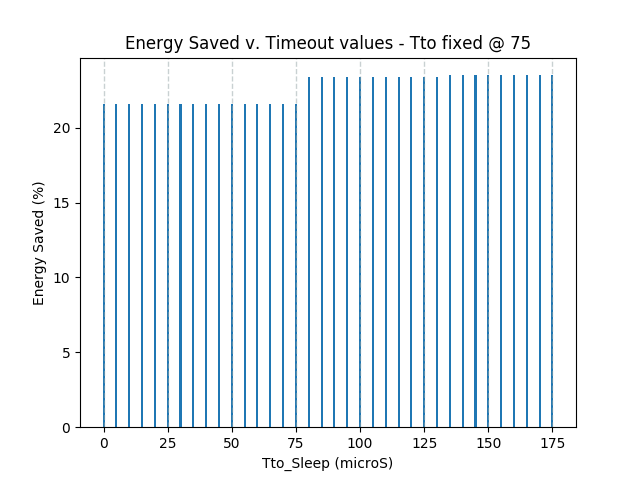 Energy Saved v. Timeout values - Tto fixed @ 75
Energy Saved (%)
20
15
10
5
0
0 25 50 75 100 125 150 175
Tto_Sleep (microS)